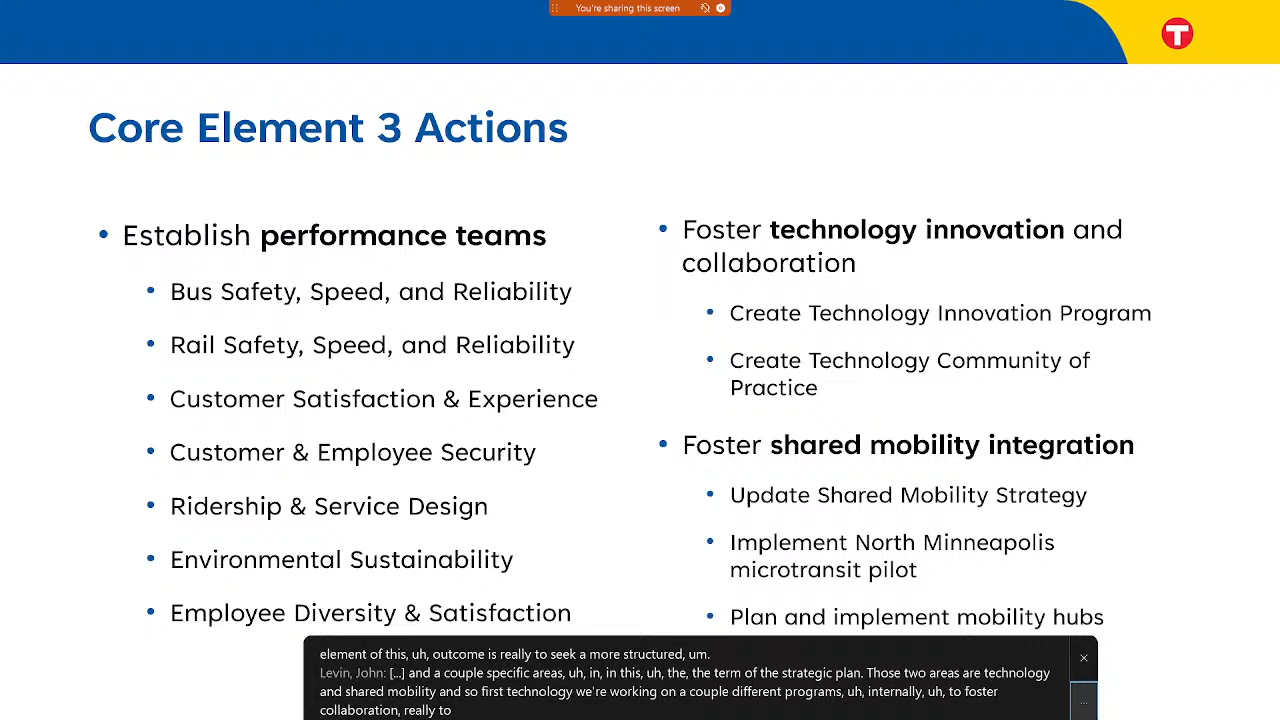 You're sharing this screen
T
Core Element 3 Actions
• Establish performance teams
• Bus Safety, Speed, and Reliability
• Rail Safety, Speed, and Reliability
• Customer Satisfaction & Experience
• Customer & Employee Security
• Ridership & Service Design
• Environmental Sustainability
• Employee Diversity & Satisfaction
• Foster technology innovation and
collaboration
• Create Technology Innovation Program
• Create Technology Community of
Practice
• Foster shared mobility integration
• Update Shared Mobility Strategy
• Implement North Minneapolis
microtransit pilot
• Plan and implement mobility hubs
element of this, uh, outcome is really to seek a more structured, um.
Levin, John: [...] and a couple specific areas, uh, in, in this, uh, the, the term of the strategic plan. Those two areas are technology
and shared mobility and so first technology we're working on a couple different programs, uh, internally, uh, to foster
collaboration, really to